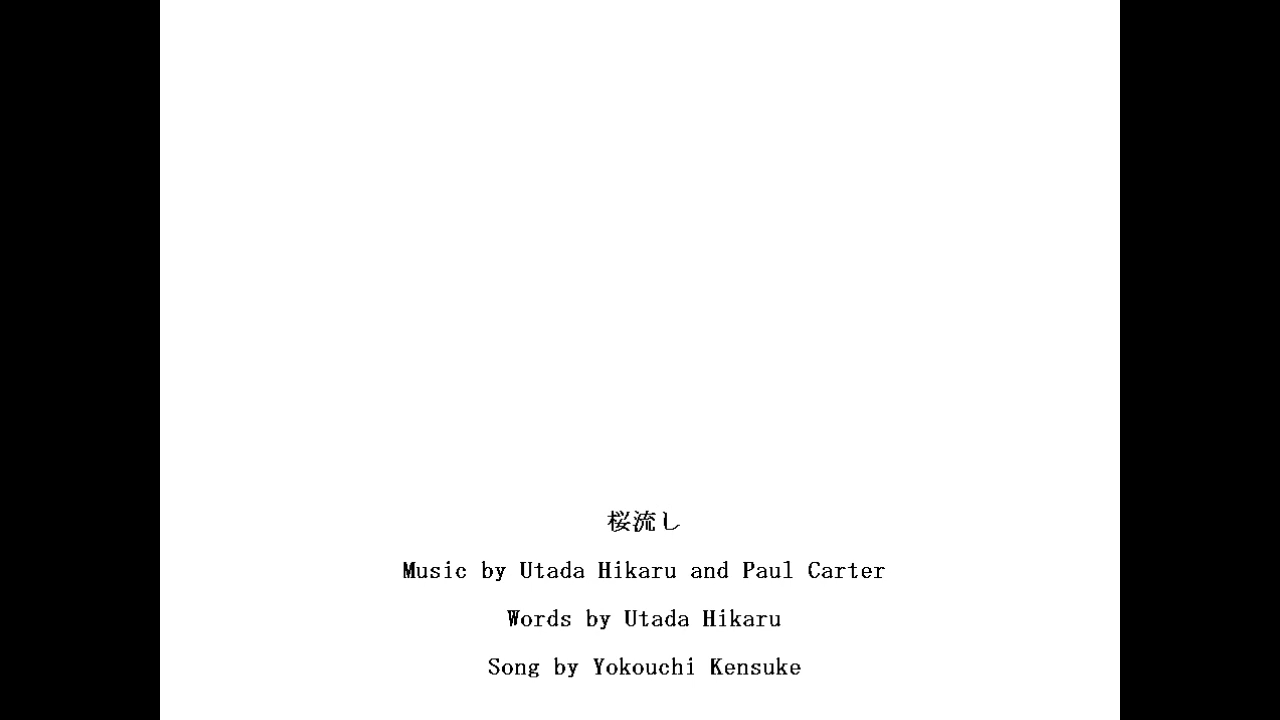 桜流し
Music by Utada Hikaru and Paul Carter
Words by Utada Hikaru
Song by Yokouchi Kensuke